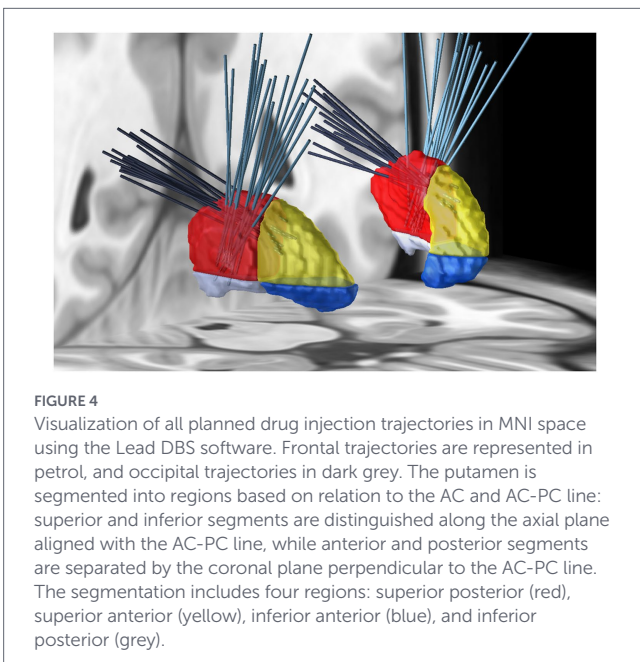 FIGURE 4
Visualization of all planned drug injection trajectories in MNI space
using the Lead DBS software. Frontal trajectories are represented in
petrol, and occipital trajectories in dark grey. The putamen is
segmented into regions based on relation to the AC and AC-PC line:
superior and inferior segments are distinguished along the axial plane
aligned with the AC-PC line, while anterior and posterior segments
are separated by the coronal plane perpendicular to the AC-PC line.
The segmentation includes four regions: superior posterior (red),
superior anterior (yellow), inferior anterior (blue), and inferior
posterior (grey).